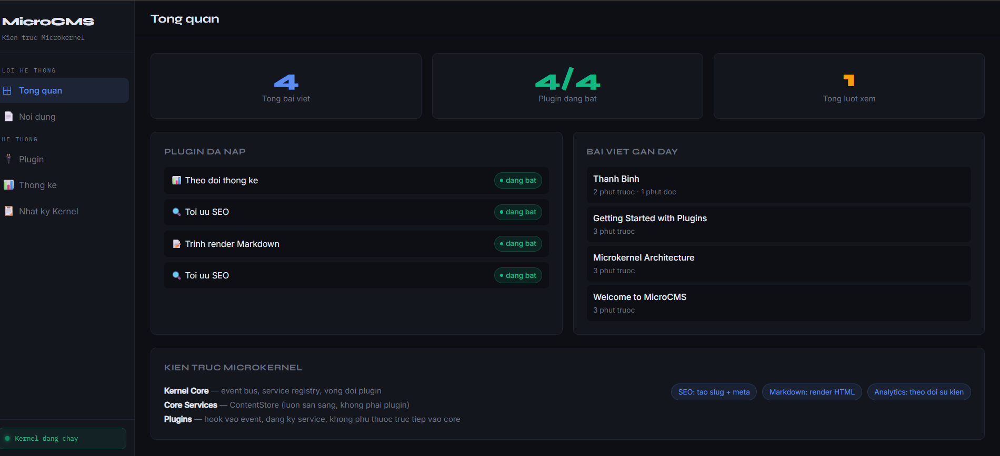 MicroCMS
Kien truc Microkernel
LOI HE THONG
Tong quan
Noi dung
HE THONG
Plugin
Thong ke
Nhat ky Kernel
Kernel dang chay
Tong quan
4
Tong bai viet
4/4
Plugin dang bat
1
Tong luot xem
PLUGIN DA NAP
Theo doi thong ke
dang bat
Toi uu SEO
dang bat
Trinh render Markdown
dang bat
Toi uu SEO
dang bat
BAI VIET GAN DAY
Thanh Binh
2 phut truoc · 1 phut doc
Getting Started with Plugins
3 phut truoc
Microkernel Architecture
3 phut truoc
Welcome to MicroCMS
3 phut truoc
KIEN TRUC MICROKERNEL
Kernel Core — event bus, service registry, vong doi plugin
Core Services — ContentStore (luon san sang, khong phai plugin)
Plugins — hook vao event, dang ky service, khong phu thuoc truc tiep vao core
SEO: tao slug + meta
Markdown: render HTML
Analytics: theo doi su kien